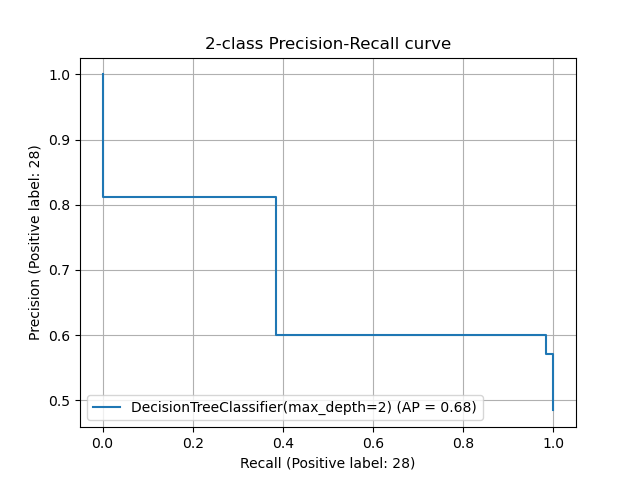 2-class Precision-Recall curve
1.0
0.9
0.8
0.7
0.6
0.5
Precision (Positive label: 28)
DecisionTreeClassifier(max_depth=2) (AP = 0.68)
0.0 0.2 0.4 0.6 0.8 1.0
Recall (Positive label: 28)